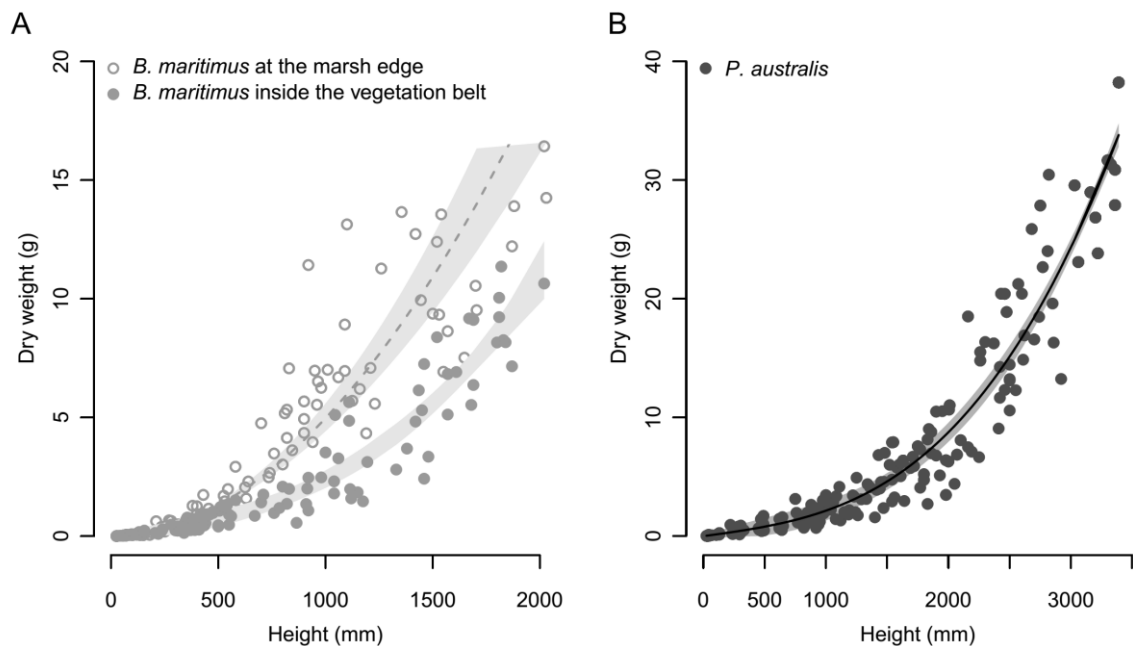 A
B. maritimus at the marsh edge
B. maritimus inside the vegetation belt
20
15
10
5
0
Dry weight (g)
0
500
1000
1500
2000
Height (mm)
B
P. australis
40
30
20
10
0
Dry weight (g)
0
500
1000
2000
3000
Height (mm)